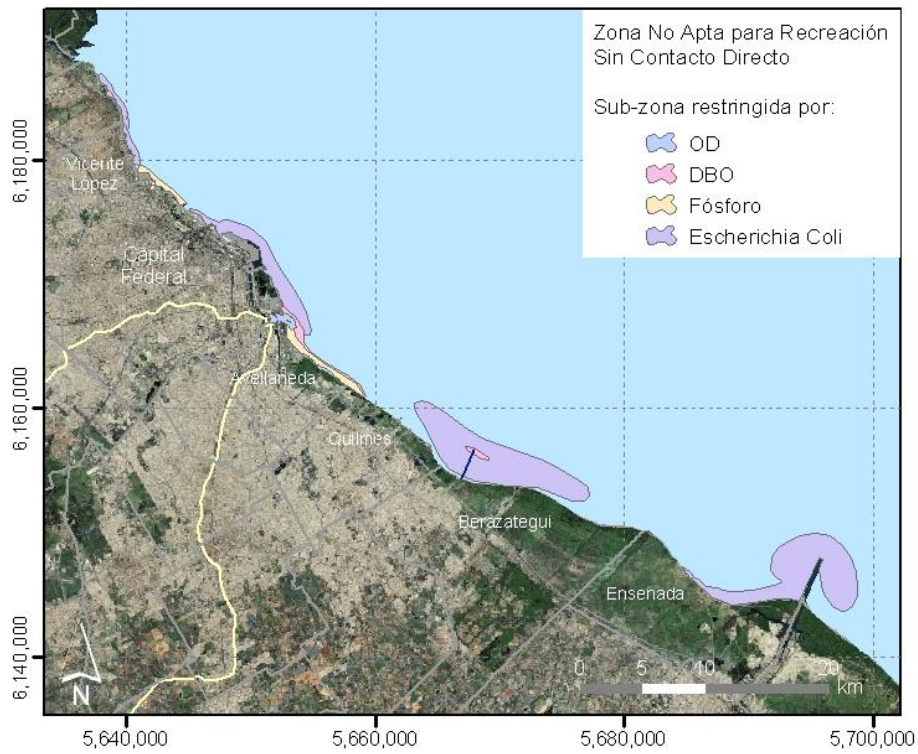 Zona No Apta para Recreación
Sin Contacto Directo
Sub-zona restringida por:
OD
DBO
Fósforo
Escherichia Coli
6,180,000
6,160,000
6,140,000
Vicente
López
Capital
Federal
Avellaneda
Quilmes
Berazategui
Ensenada
N
0 5 10 20
km
5,640,000 5,660,000 5,680,000 5,700,000